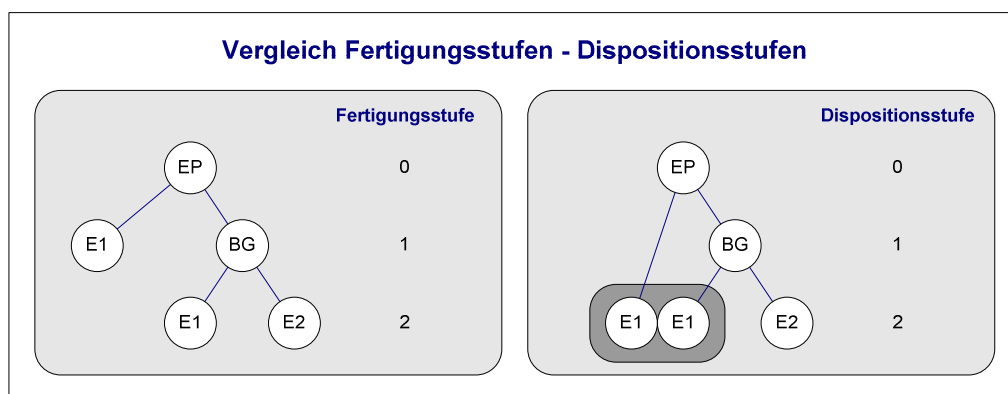 Vergleich Fertigungsstufen - Dispositionsstufen
Fertigungsstufe
EP 0
E1 BG 1
E1 E2 2
Dispositionsstufe
EP 0
BG 1
E1 E1 E2 2